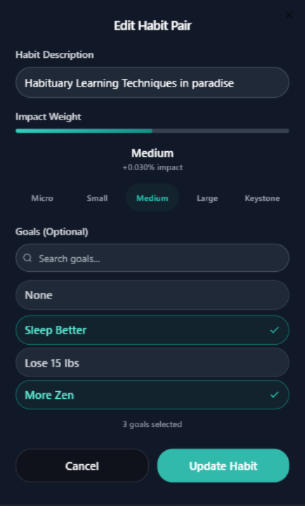 Edit Habit Pair
Habit Description
Habituary Learning Techniques in paradise
Impact Weight
Medium
+0.030% impact
Micro Small Medium Large Keystone
Goals (Optional)
Search goals...
None
Sleep Better
Lose 15 lbs
More Zen
3 goals selected
Cancel Update Habit